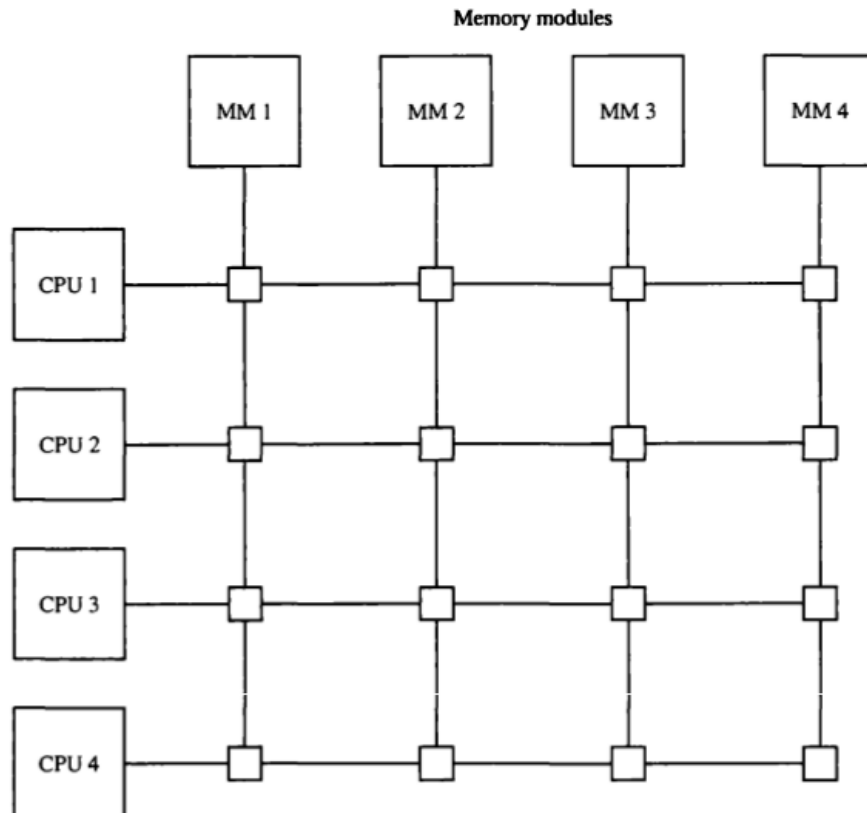 Memory modules
MM 1
MM 2
MM 3
MM 4
CPU 1
CPU 2
CPU 3
CPU 4